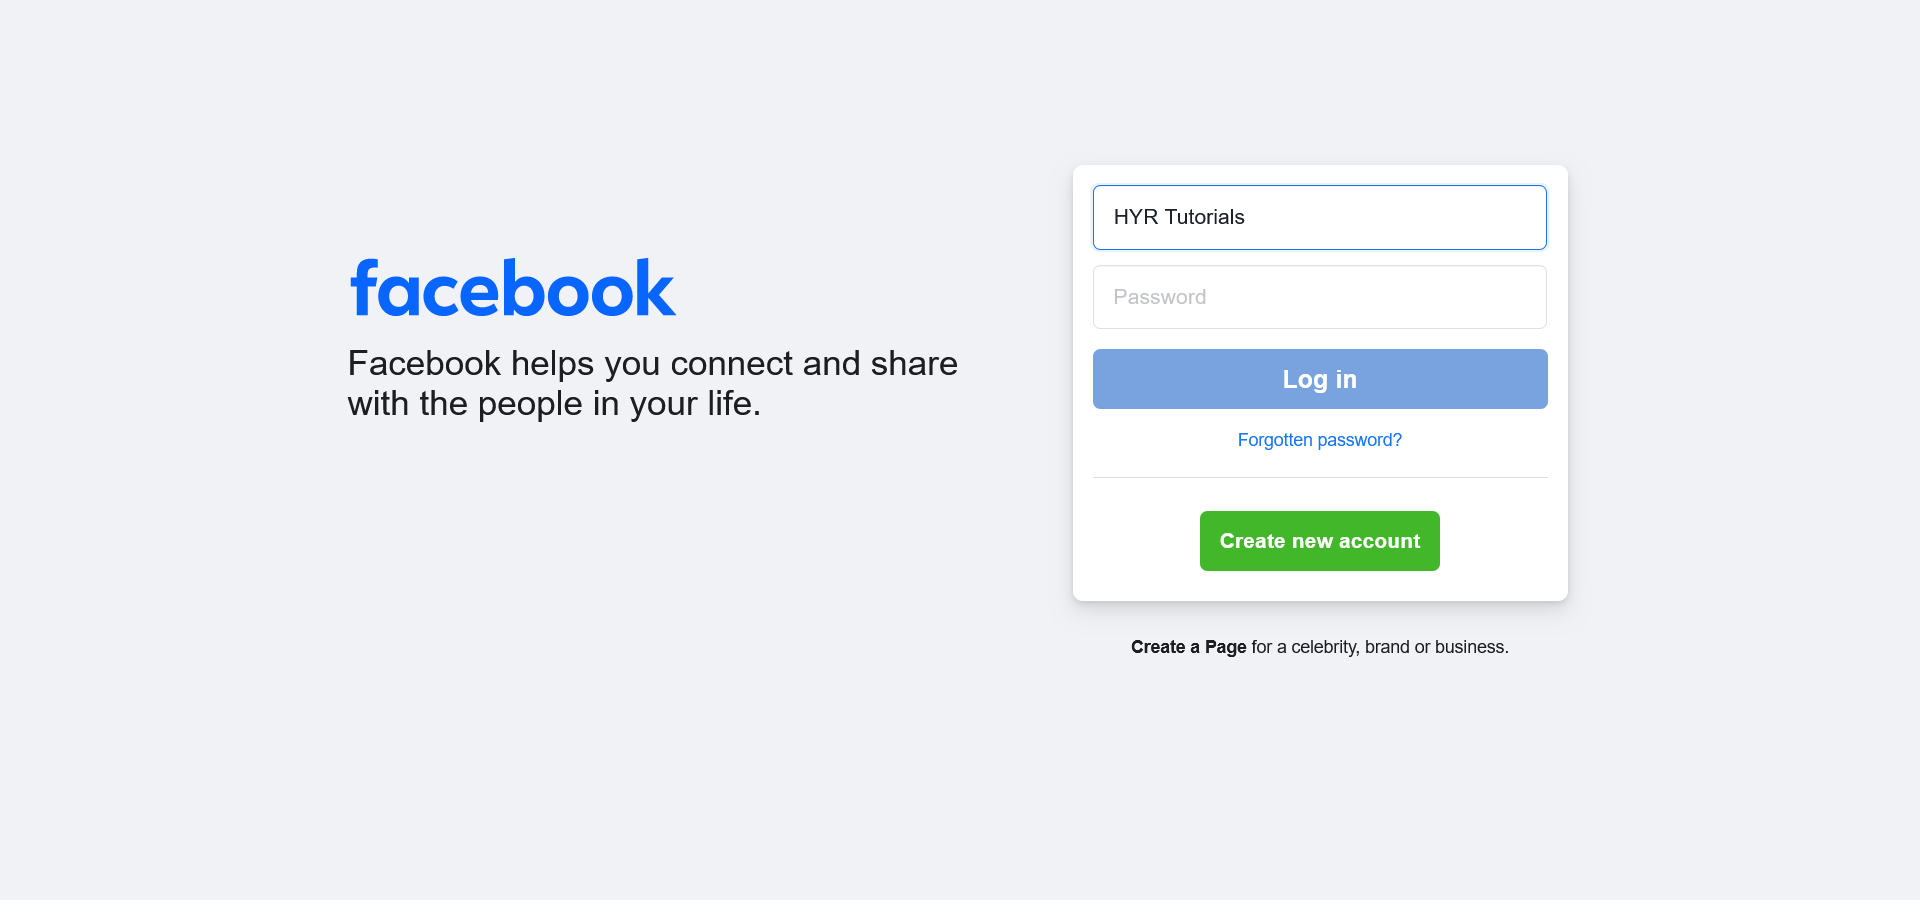 facebook
Facebook helps you connect and share
with the people in your life.
HYR Tutorials
Password
Log in
Forgotten password?
Create new account
Create a Page for a celebrity, brand or business.